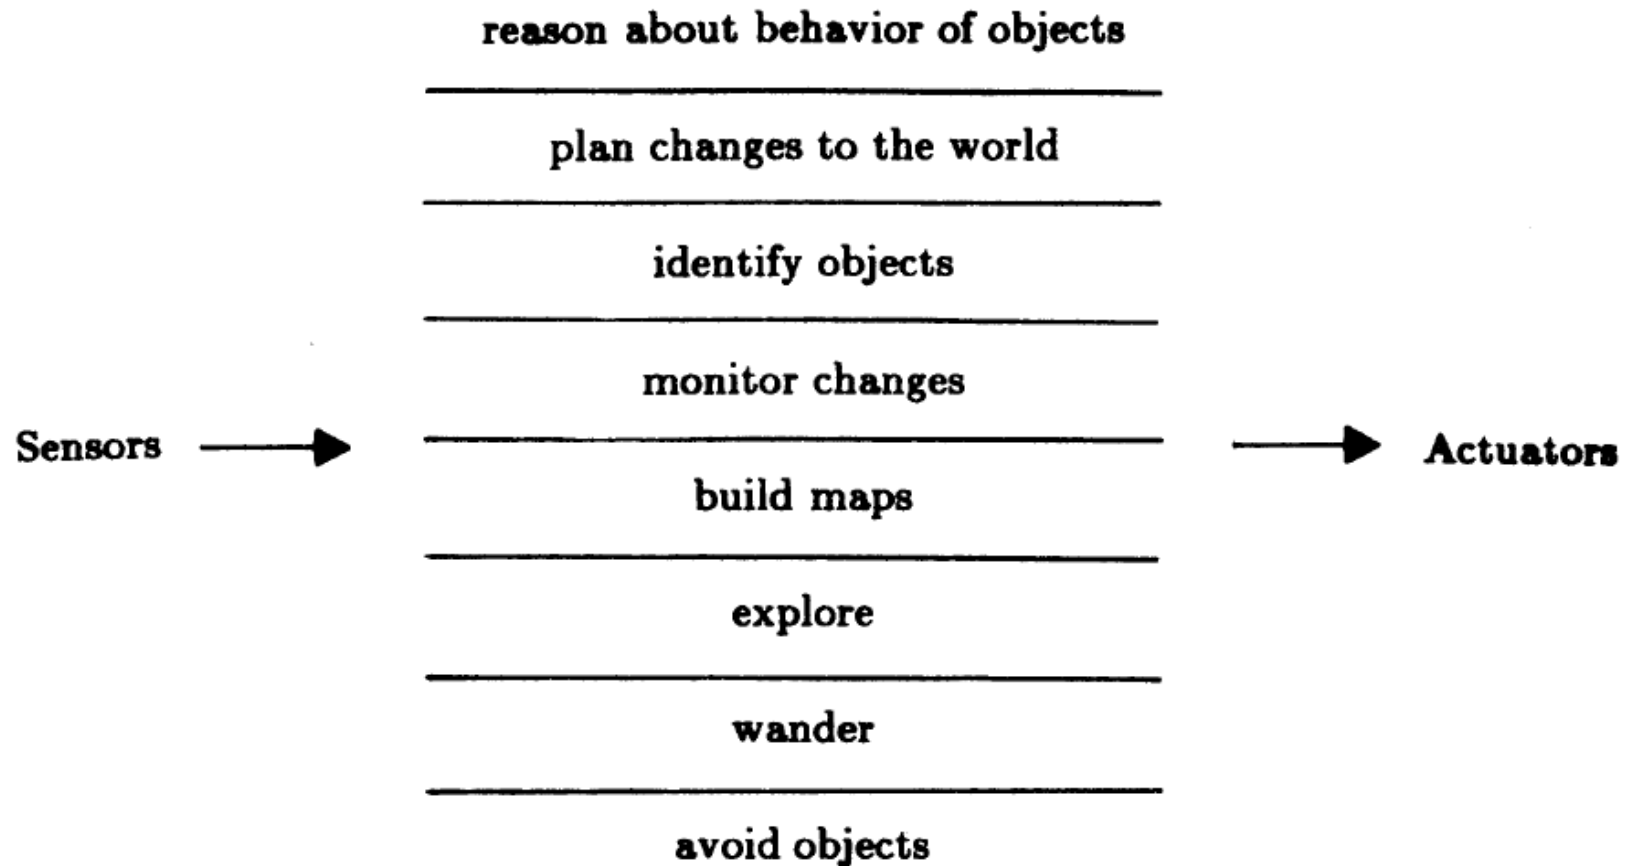 reason about behavior of objects
plan changes to the world
identify objects
monitor changes
Sensors
Actuators
build maps
explore
wander
avoid objects